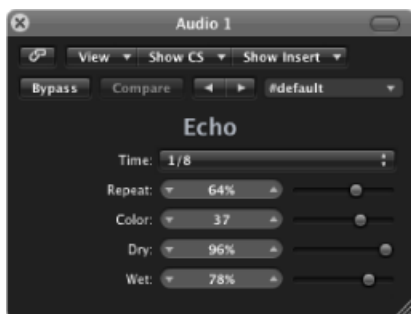 Audio 1
View Show CS Show Insert
Bypass Compare #default
Echo
Time: 1/8
Repeat: 64%
Color: 37
Dry: 96%
Wet: 78%